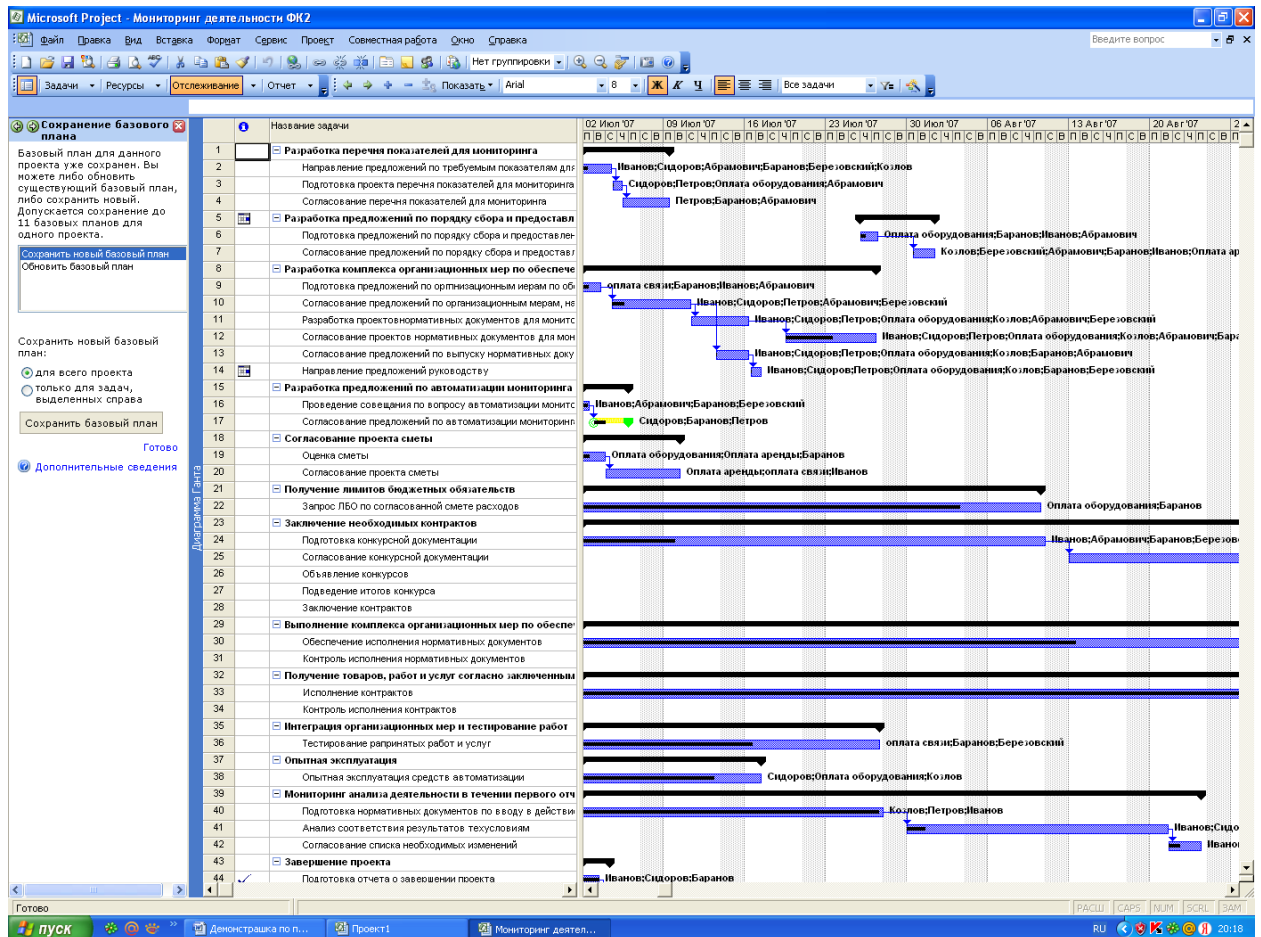 Microsoft Project - Мониторинг деятельности ФК2
Файл Правка Вид Вставка Формат Сервис Проект Совместная работа Окно Справка
Введите вопрос
Нет группировки
Задачи Ресурсы Отслеживание Отчет Показать Arial 8 Ж К Ч Все задачи
Сохранение базового плана
Базовый план для данного
проекта уже сохранен. Вы
можете либо обновить
существующий базовый план,
либо сохранить новый.
Допускается сохранение до
11 базовых планов для
одного проекта.
Сохранить новый базовый план
Обновить базовый план
Сохранить новый базовый
план:
для всего проекта
только для задач,
выделенных справа
Сохранить базовый план
Готово
Дополнительные сведения
Диаграмма Ганта
Название задачи
02 Июл '07 09 Июл '07 16 Июл '07 23 Июл '07 30 Июл '07 06 Авг '07 13 Авг '07 20 Авг '07 2
П В С Ч П С В П В С Ч П С В П В С Ч П С В П В С Ч П С В П В С Ч П С В П В С Ч П С В П В С Ч П С В П В С Ч П С В П
1 Разработка перечня показателей для мониторинга
2 Направление предложений по требуемым показателям для Иванов;Сидоров;Абрамович;Баранов;Березовский;Козлов
3 Подготовка проекта перечня показателей для мониторинга Сидоров;Петров;Оплата оборудования;Абрамович
4 Согласование перечня показателей для мониторинга Петров;Баранов;Абрамович
5 Разработка предложений по порядку сбора и предоставл
6 Подготовка предложений по порядку сбора и предоставлен Оплата оборудования;Баранов;Иванов;Абрамович
7 Согласование предложений по порядку сбора и предоставл Козлов;Березовский;Абрамович;Баранов;Иванов;Оплата ар
8 Разработка комплекса организационных мер по обеспече
9 Подготовка предложений по оргпнизационным иерам по обе оплата связи;Баранов;Иванов;Абрамович
10 Согласование предложений по организационным мерам, на Иванов;Сидоров;Петров;Абрамович;Березовский
11 Разработка проектовнормативных документов для монито Иванов;Сидоров;Петров;Оплата оборудования;Козлов;Абрамович;Березовский
12 Согласование проектов нормативных документов для мон Иванов;Сидоров;Петров;Оплата оборудования;Козлов;Абрамович;Бара
13 Согласование предложений по выпуску нормативных доку Иванов;Сидоров;Петров;Оплата оборудования;Козлов;Баранов;Абрамович
14 Направление предложений руководству Иванов;Сидоров;Петров;Оплата оборудования;Козлов;Баранов;Березовский
15 Разработка предложений по автоматизации мониторинга
16 Проведение совещания по вопросу автоматизации монито Иванов;Абрамович;Баранов;Березовский
17 Согласование предложений по автоматизации мониторинг Сидоров;Баранов;Петров
18 Согласование проекта сметы
19 Оценка сметы Оплата оборудования;Оплата аренды;Баранов
20 Согласование проекта сметы Оплата аренды;оплата связи;Иванов
21 Получение лимитов бюджетных обязательств
22 Запрос ЛБО по согласованной смете расходов Оплата оборудования;Баранов
23 Заключение необходимых контрактов
24 Подготовка конкурсной документации Иванов;Абрамович;Баранов;Березов
25 Согласование конкурсной документации
26 Объявление конкурсов
27 Подведение итогов конкурса
28 Заключение контрактов
29 Выполнение комплекса организационных мер по обеспе
30 Обеспечение исполнения нормативных документов
31 Контроль исполнения нормативных документов
32 Получение товаров, работ и услуг согласно заключенным
33 Исполнение контрактов
34 Контроль исполнения контрактов
35 Интеграция организационных мер и тестирование работ
36 Тестирование рапринятых работ и услуг оплата связи;Баранов;Березовский
37 Опытная эксплуатация
38 Опытная эксплуатация средств автоматизации Сидоров;Оплата оборудования;Козлов
39 Мониторинг анализа деятельности в течении первого отч
40 Подготовка нормативных документов по вводу в действи Козлов;Петров;Иванов
41 Анализ соответствия результатов техусловиям Иванов;Сидо
42 Согласование списка необходимых изменений Иванов
43 Завершение проекта
44 Подготовка отчета о завершении проекта Иванов;Сидоров;Баранов
Готово
РАСШ CAPS NUM SCRL ЗАМ
пуск Демонстрашка по п... Проект1 Мониторинг деятел... RU 20:18